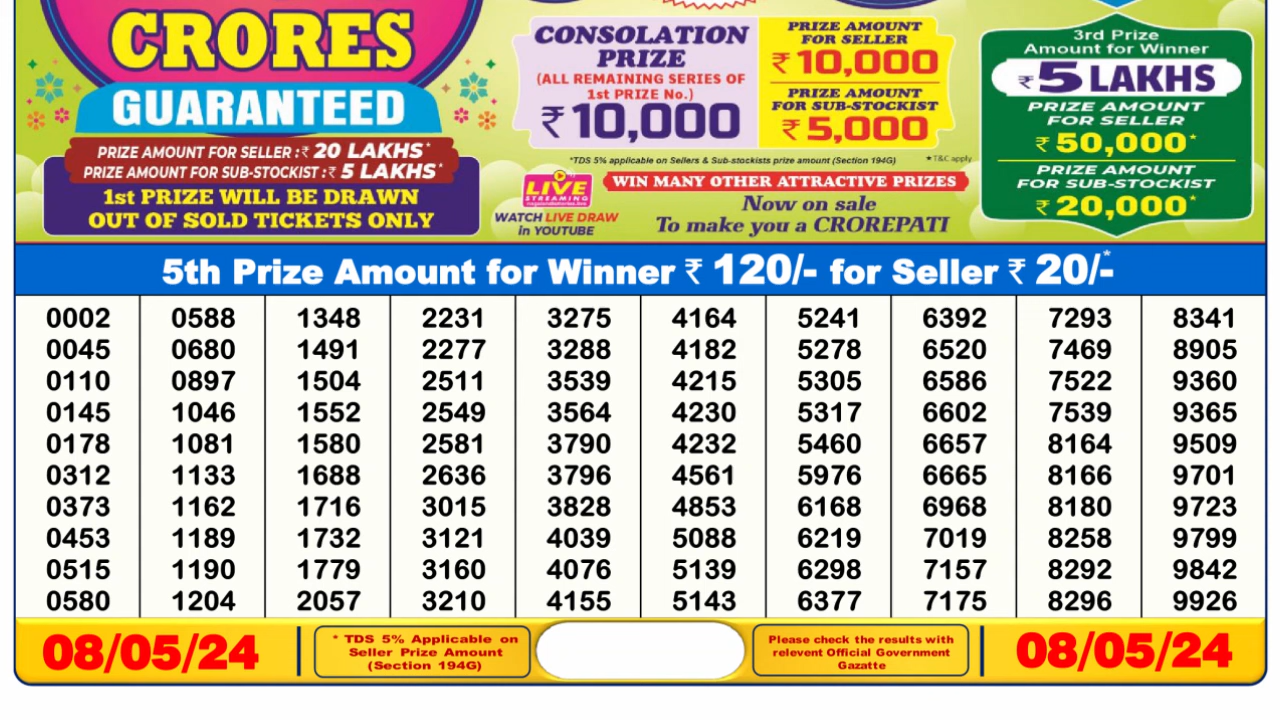 CRORES
GUARANTEED
PRIZE AMOUNT FOR SELLER :₹ 20 LAKHS*
PRIZE AMOUNT FOR SUB-STOCKIST :₹ 5 LAKHS*
1st PRIZE WILL BE DRAWN
OUT OF SOLD TICKETS ONLY
CONSOLATION
PRIZE
(ALL REMAINING SERIES OF
1st PRIZE No.)
₹ 10,000
PRIZE AMOUNT
FOR SELLER
₹ 10,000
PRIZE AMOUNT
FOR SUB-STOCKIST
₹ 5,000
*TDS 5% applicable on Sellers & Sub-stockists prize amount (Section 194G)
★T&C apply
LIVE
STREAMING
WATCH LIVE DRAW
in YOUTUBE
WIN MANY OTHER ATTRACTIVE PRIZES
Now on sale
To make you a CROREPATI
3rd Prize
Amount for Winner
₹ 5 LAKHS
PRIZE AMOUNT
FOR SELLER
₹ 50,000*
PRIZE AMOUNT
FOR SUB-STOCKIST
₹ 20,000*
5th Prize Amount for Winner ₹ 120/- for Seller ₹ 20/-*
0002 0588 1348 2231 3275 4164 5241 6392 7293 8341
0045 0680 1491 2277 3288 4182 5278 6520 7469 8905
0110 0897 1504 2511 3539 4215 5305 6586 7522 9360
0145 1046 1552 2549 3564 4230 5317 6602 7539 9365
0178 1081 1580 2581 3790 4232 5460 6657 8164 9509
0312 1133 1688 2636 3796 4561 5976 6665 8166 9701
0373 1162 1716 3015 3828 4853 6168 6968 8180 9723
0453 1189 1732 3121 4039 5088 6219 7019 8258 9799
0515 1190 1779 3160 4076 5139 6298 7157 8292 9842
0580 1204 2057 3210 4155 5143 6377 7175 8296 9926
08/05/24
* TDS 5% Applicable on
Seller Prize Amount
(Section 194G)
Please check the results with
relevent Official Government
Gazatte
08/05/24